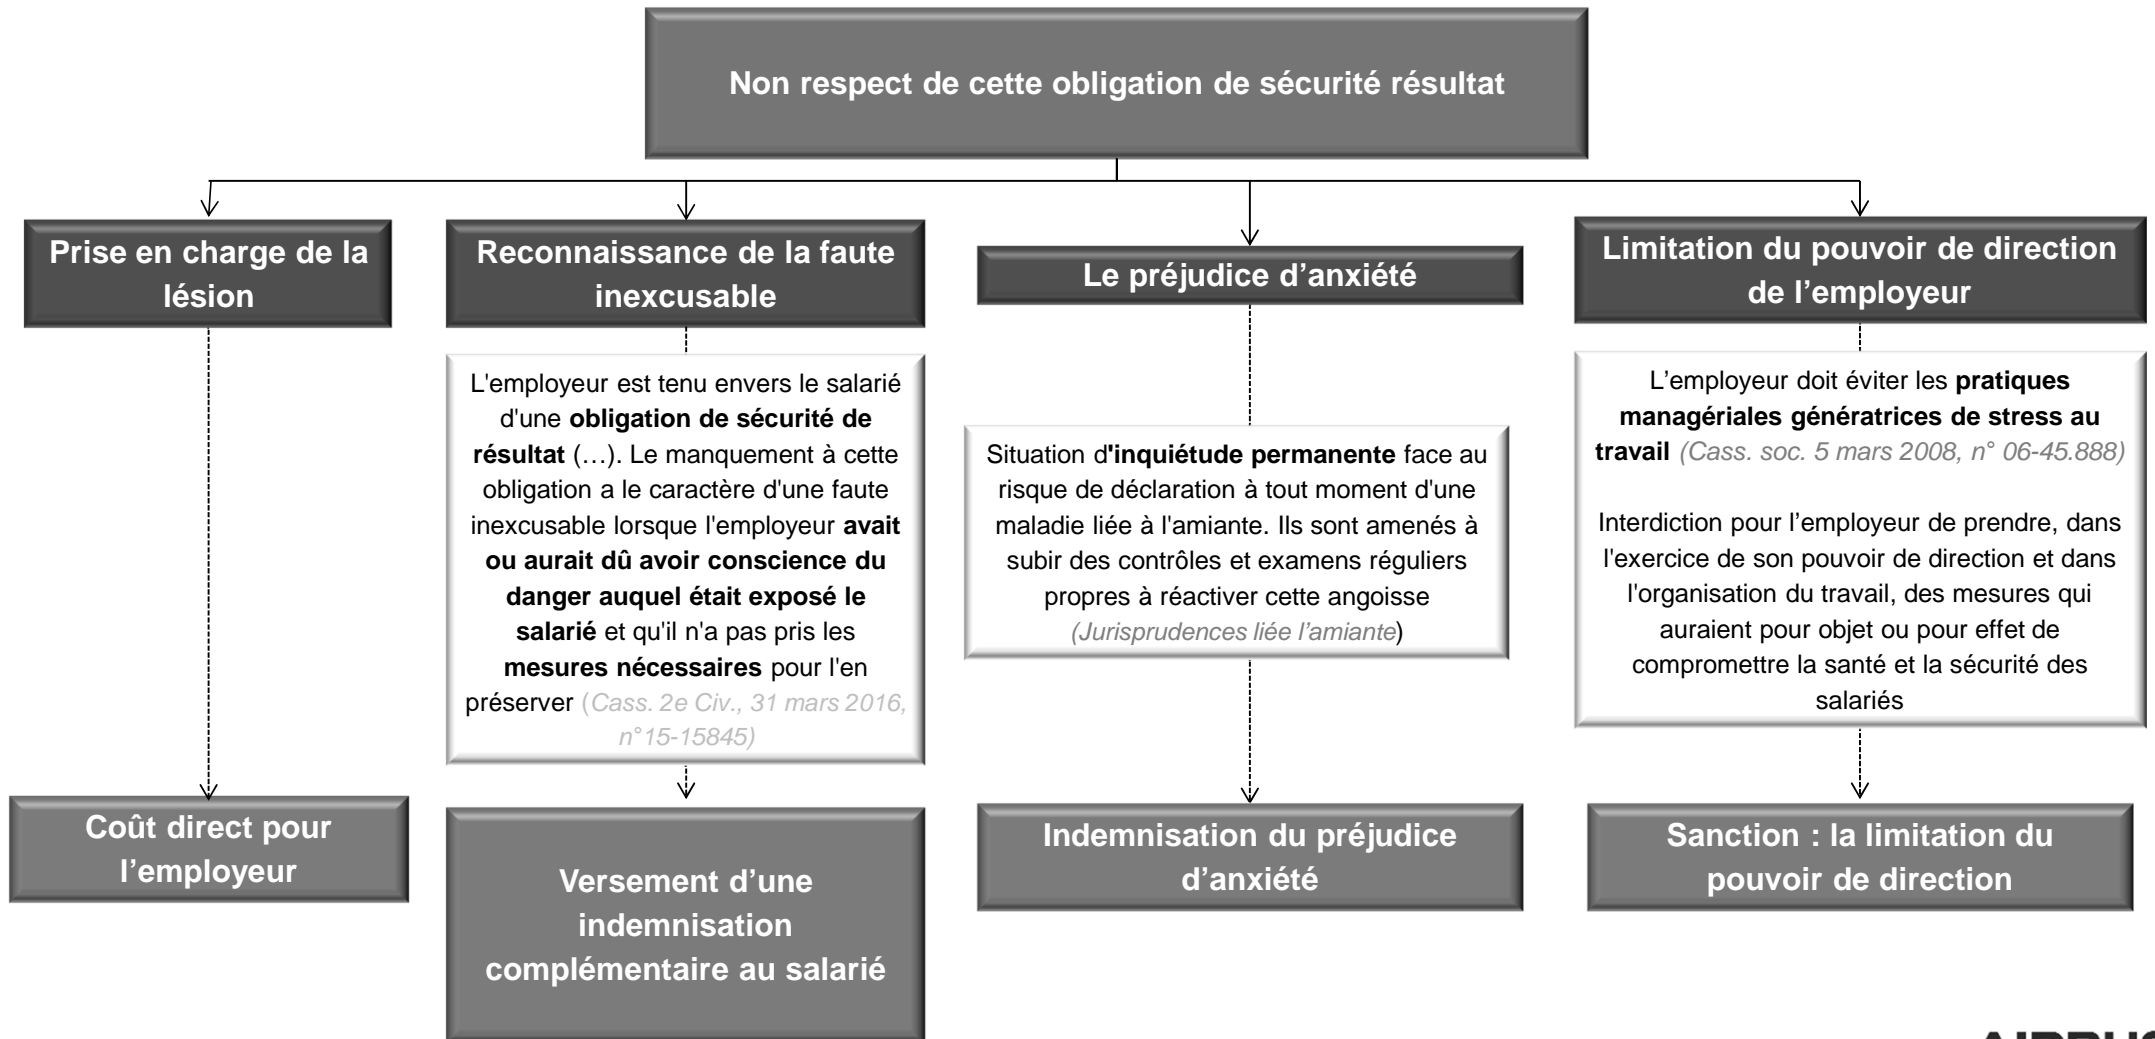 Non respect de cette obligation de sécurité résultat
Prise en charge de la
lésion
Coût direct pour
l’employeur
Reconnaissance de la faute
inexcusable
L'employeur est tenu envers le salarié
d'une obligation de sécurité de
résultat (…). Le manquement à cette
obligation a le caractère d'une faute
inexcusable lorsque l'employeur avait
ou aurait dû avoir conscience du
danger auquel était exposé le
salarié et qu'il n'a pas pris les
mesures nécessaires pour l'en
préserver (Cass. 2e Civ., 31 mars 2016,
n°15-15845)
Versement d’une
indemnisation
complémentaire au salarié
Le préjudice d’anxiété
Situation d'inquiétude permanente face au
risque de déclaration à tout moment d'une
maladie liée à l'amiante. Ils sont amenés à
subir des contrôles et examens réguliers
propres à réactiver cette angoisse
(Jurisprudences liée l’amiante)
Indemnisation du préjudice
d’anxiété
Limitation du pouvoir de direction
de l’employeur
L’employeur doit éviter les pratiques
managériales génératrices de stress au
travail (Cass. soc. 5 mars 2008, n° 06-45.888)
Interdiction pour l’employeur de prendre, dans
l'exercice de son pouvoir de direction et dans
l'organisation du travail, des mesures qui
auraient pour objet ou pour effet de
compromettre la santé et la sécurité des
salariés
Sanction : la limitation du
pouvoir de direction